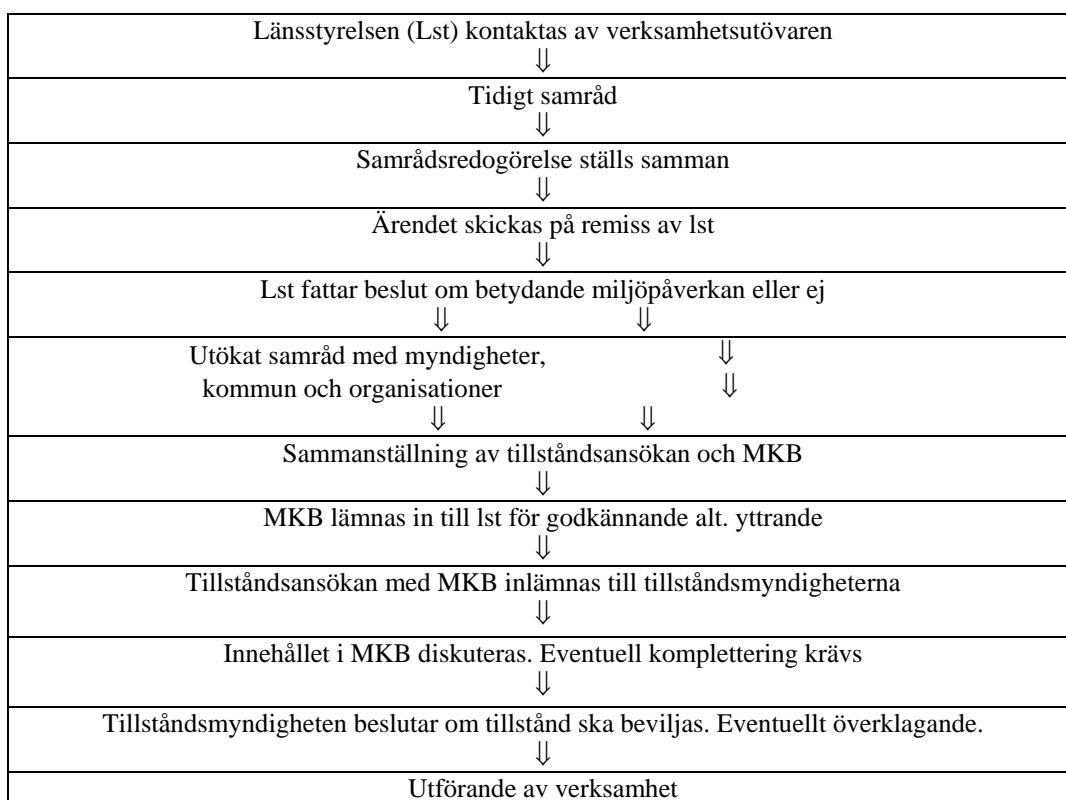 Länsstyrelsen (Lst) kontaktas av verksamhetsutövaren
⇓
Tidigt samråd
⇓
Samrådsredogörelse ställs samman
⇓
Ärendet skickas på remiss av lst
⇓
Lst fattar beslut om betydande miljöpåverkan eller ej
⇓ ⇓
Utökat samråd med myndigheter, ⇓
kommun och organisationer ⇓
⇓ ⇓
Sammanställning av tillståndsansökan och MKB
⇓
MKB lämnas in till lst för godkännande alt. yttrande
⇓
Tillståndsansökan med MKB inlämnas till tillståndsmyndigheterna
⇓
Innehållet i MKB diskuteras. Eventuell komplettering krävs
⇓
Tillståndsmyndigheten beslutar om tillstånd ska beviljas. Eventuellt överklagande.
⇓
Utförande av verksamhet